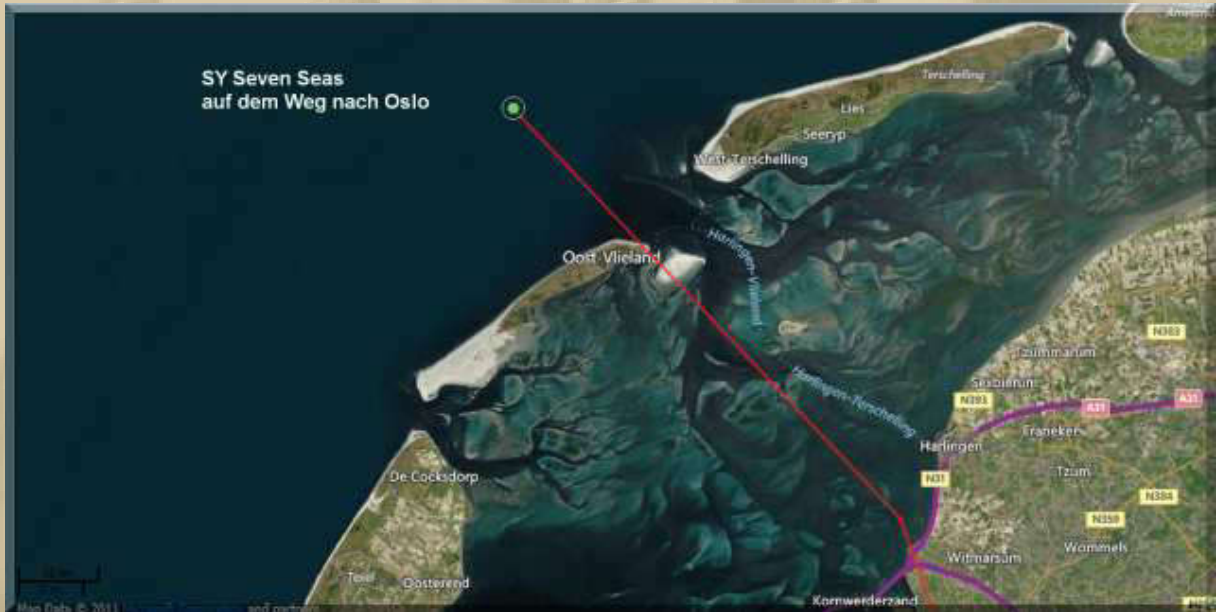 SY Seven Seas
auf dem Weg nach Oslo
Terschelling
Lies
Seeryp
West-Terschelling
Harlingen-Vlieland
Oost-Vlieland
N393
Tzummarum
Sexbierum
Harlingen-Terschelling
N393
A31
A31
Franeker
Harlingen
De Cocksdorp
Tzum
N31
N384
N359
Wommels
Witmarsum
Texel
Oosterend
Kornwerderzand
Map Data © 2011
and partners